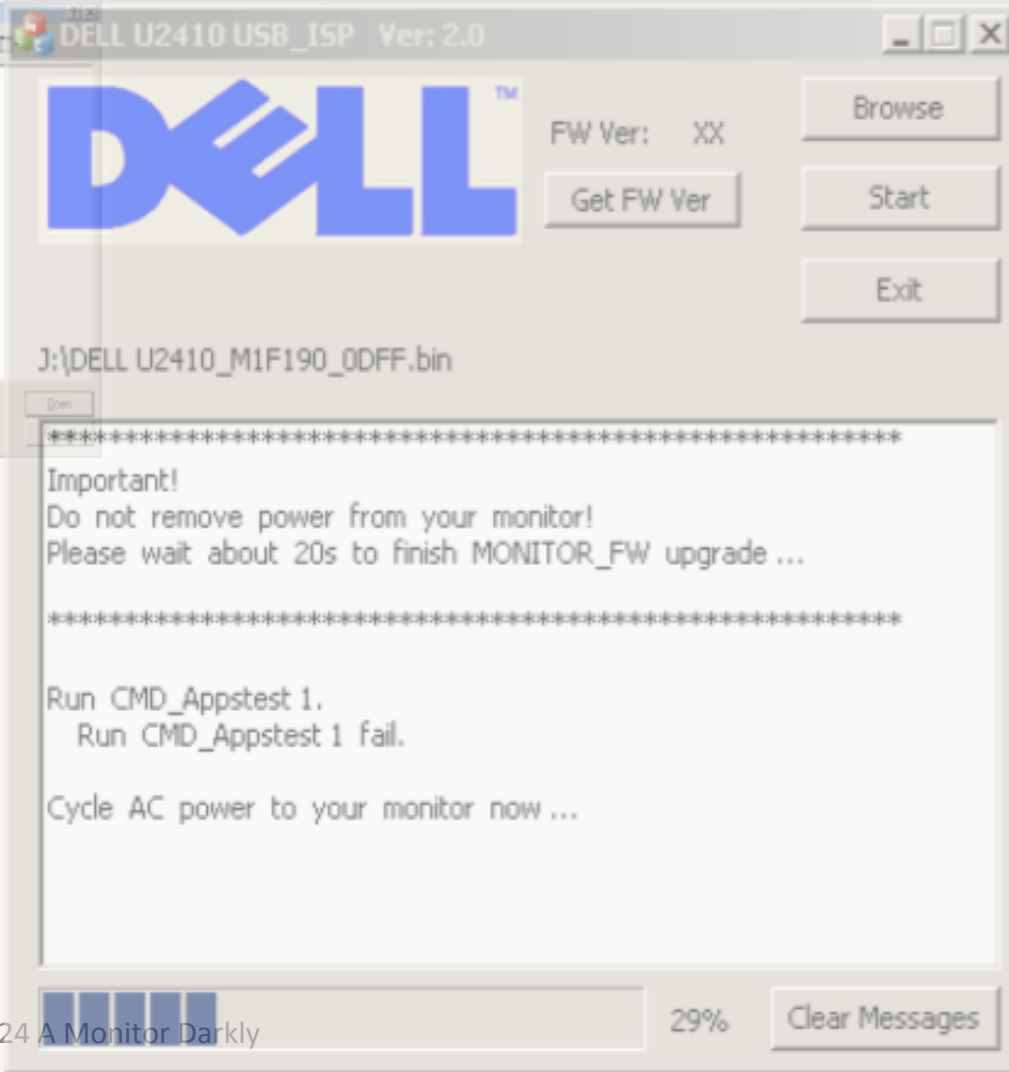 DELL U2410 USB_ISP Ver: 2.0
DELL™
FW Ver: XX
Get FW Ver
Browse
Start
Exit
J:\DELL U2410_M1F190_0DFF.bin
Open
********************************************************
Important!
Do not remove power from your monitor!
Please wait about 20s to finish MONITOR_FW upgrade ...
********************************************************
Run CMD_Appstest 1.
Run CMD_Appstest 1 fail.
Cycle AC power to your monitor now ...
29%
Clear Messages
24 A Monitor Darkly